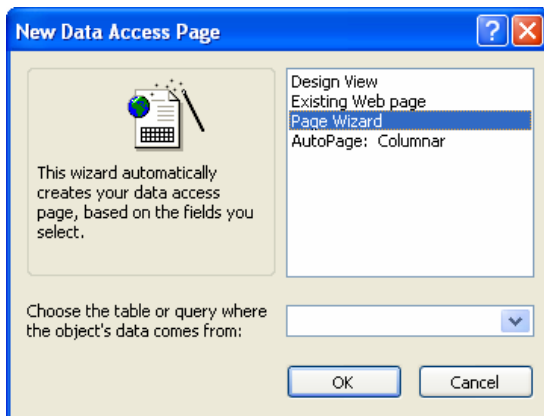 New Data Access Page
?
Design View
Existing Web page
Page Wizard
AutoPage: Columnar
This wizard automatically
creates your data access
page, based on the fields you
select.
Choose the table or query where
the object's data comes from:
OK
Cancel